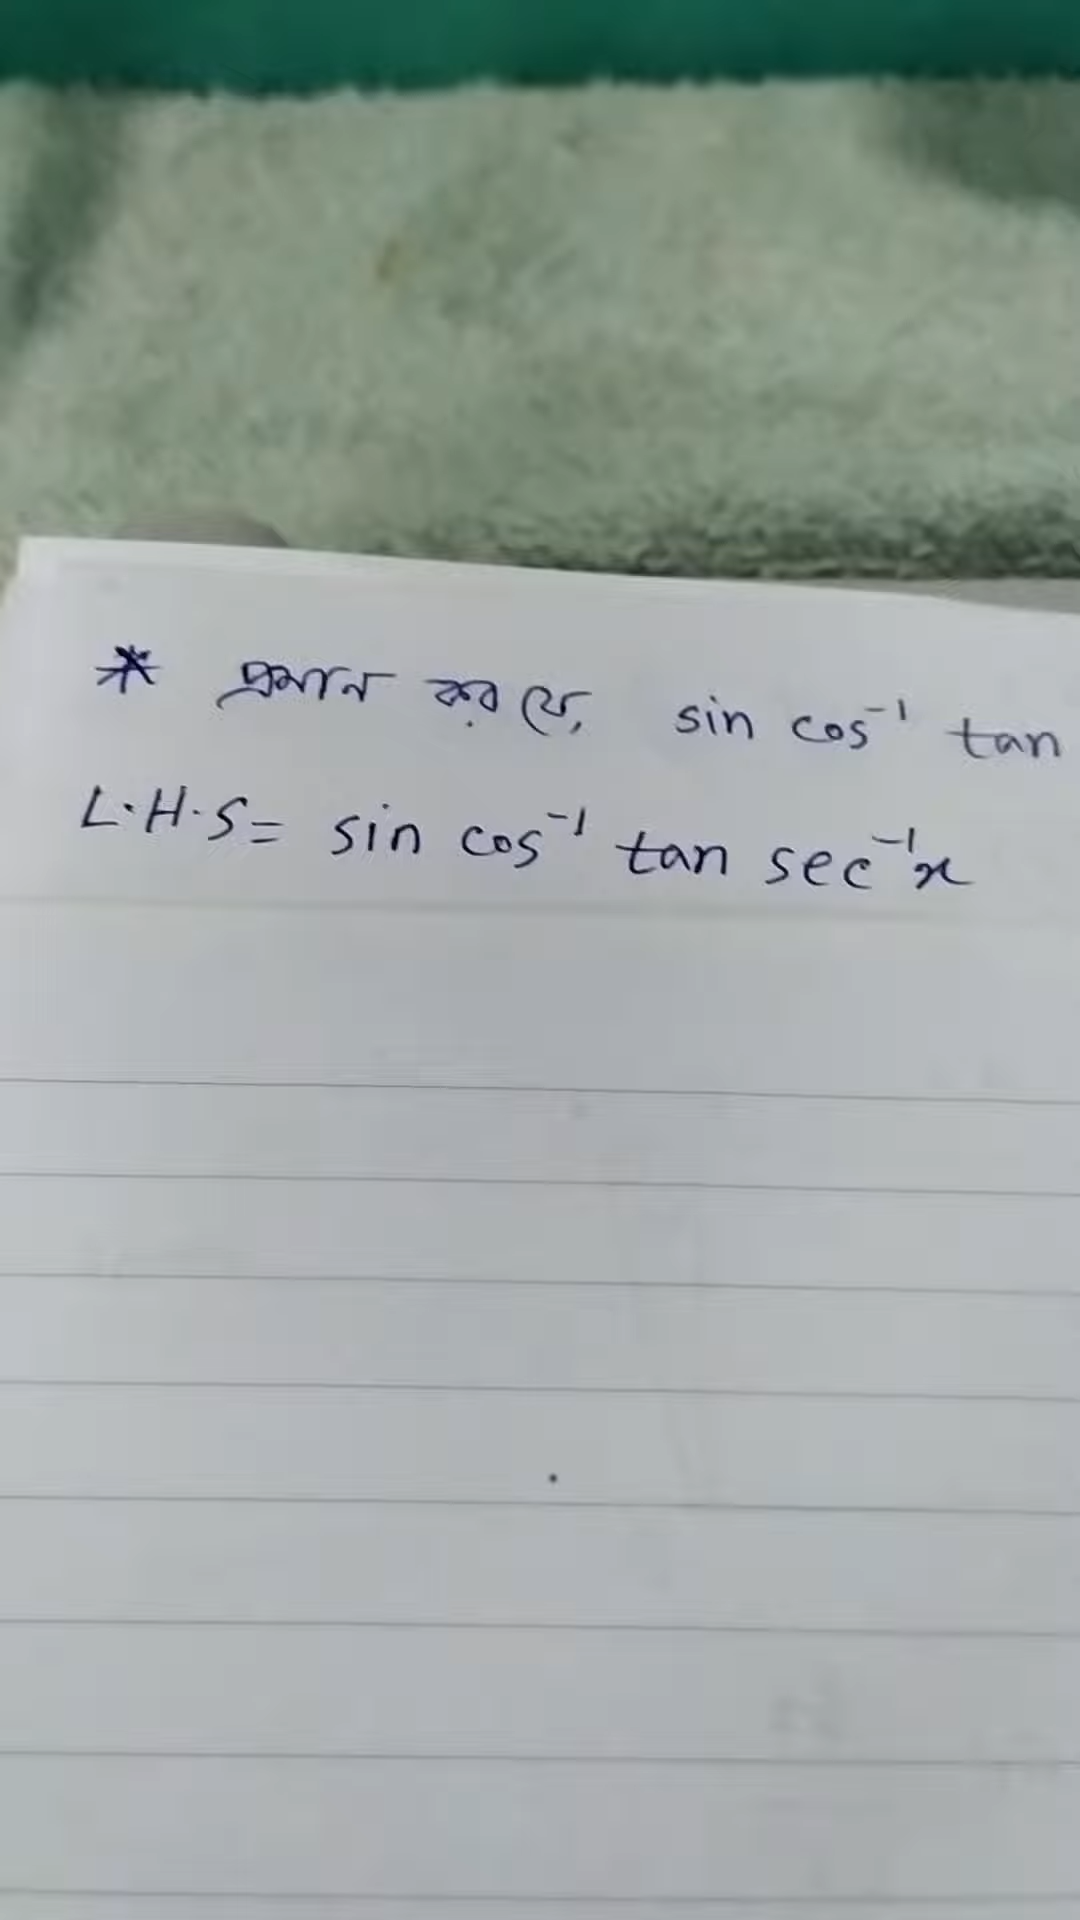 * প্রমান কর যে, sin cos⁻¹ tan
L.H.S = sin cos⁻¹ tan sec⁻¹x